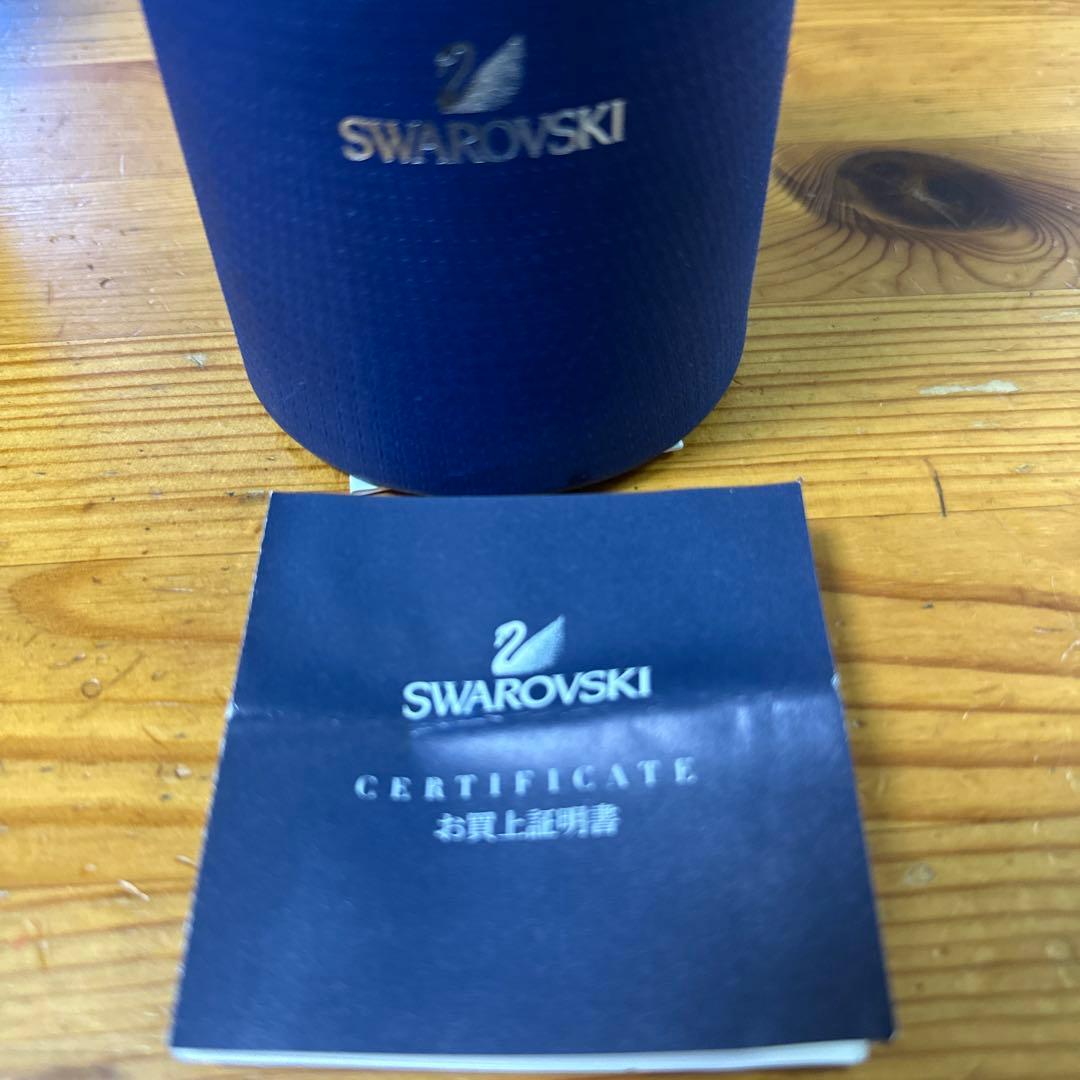 SWAROVSKI
SWAROVSKI
CERTIFICATE
お買上証明書